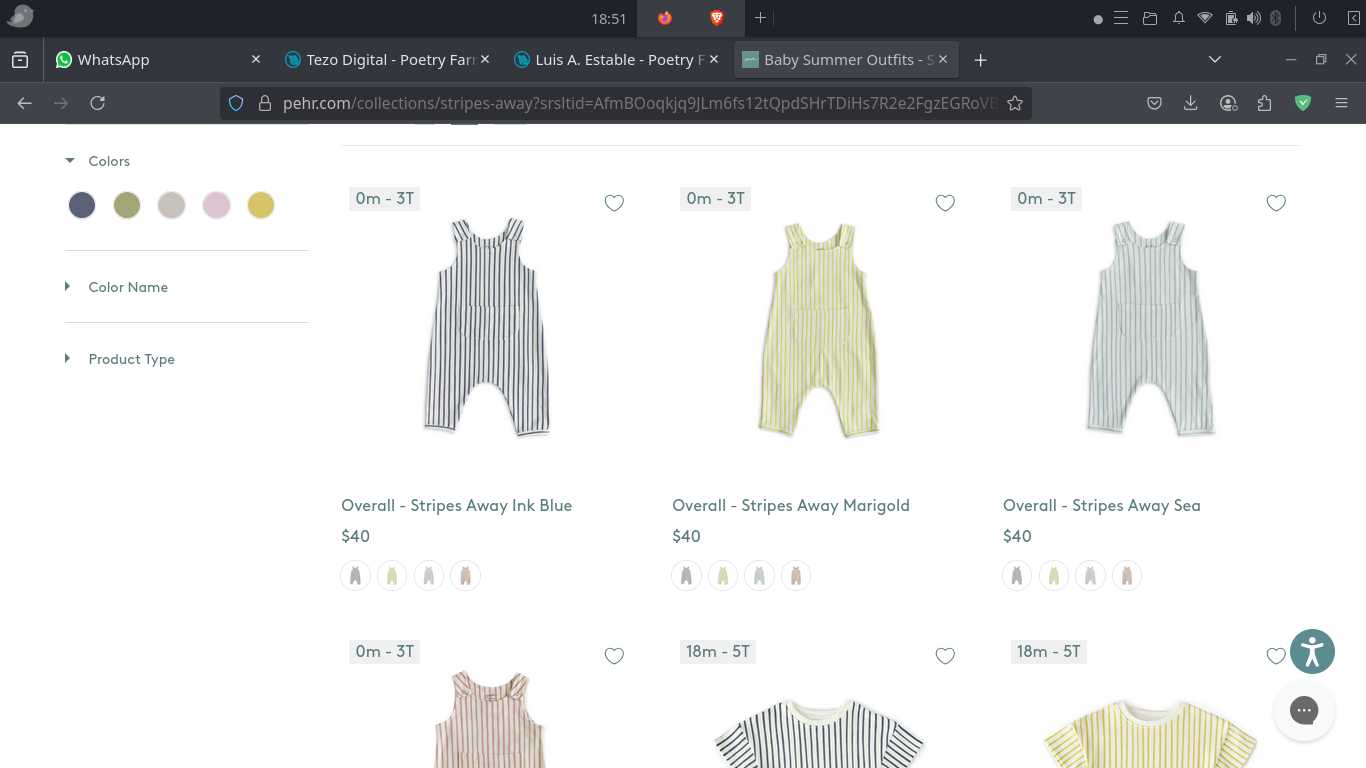 18:51
WhatsApp
Tezo Digital - Poetry Farr
Luis A. Estable - Poetry F
Baby Summer Outfits - S
pehr.com/collections/stripes-away?srsltid=AfmBOoqkjq9JLm6fs12tQpdSHrTDiHs7R2e2FgzEGRoVB
Colors
Color Name
Product Type
0m - 3T
0m - 3T
0m - 3T
Overall - Stripes Away Ink Blue
Overall - Stripes Away Marigold
Overall - Stripes Away Sea
$40
$40
$40
0m - 3T
18m - 5T
18m - 5T